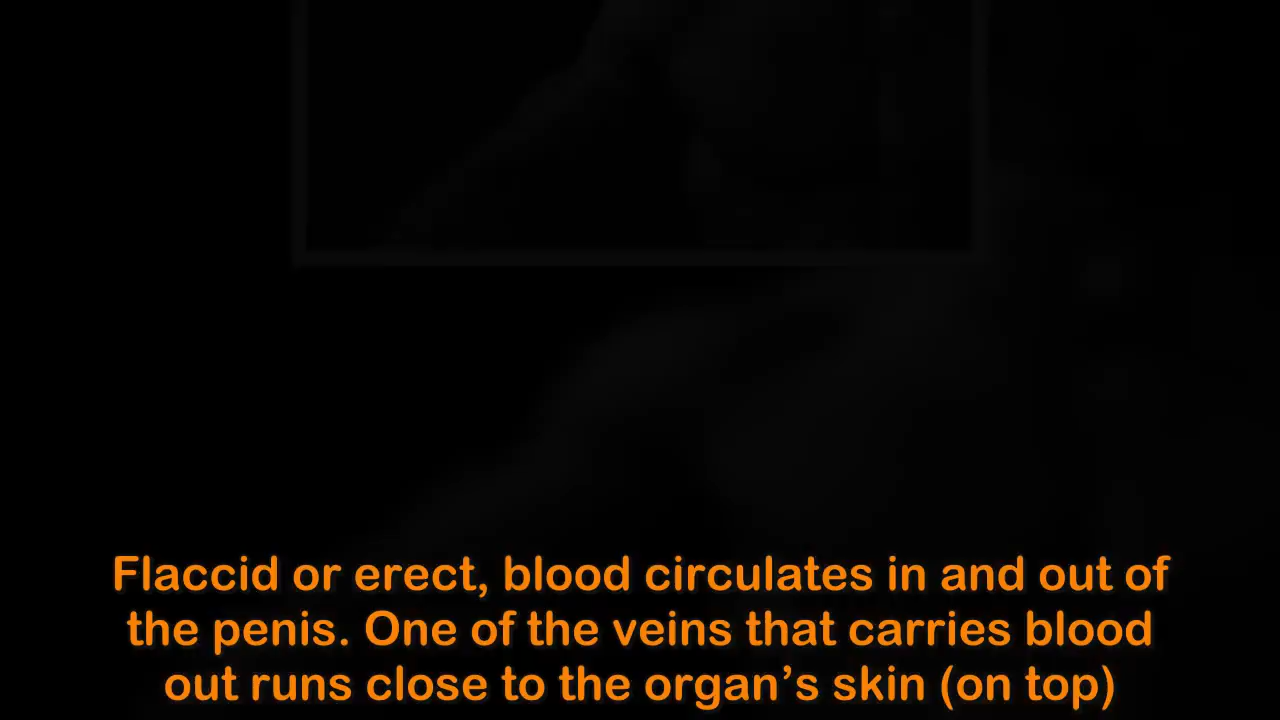 Flaccid or erect, blood circulates in and out of
the penis. One of the veins that carries blood
out runs close to the organ’s skin (on top)